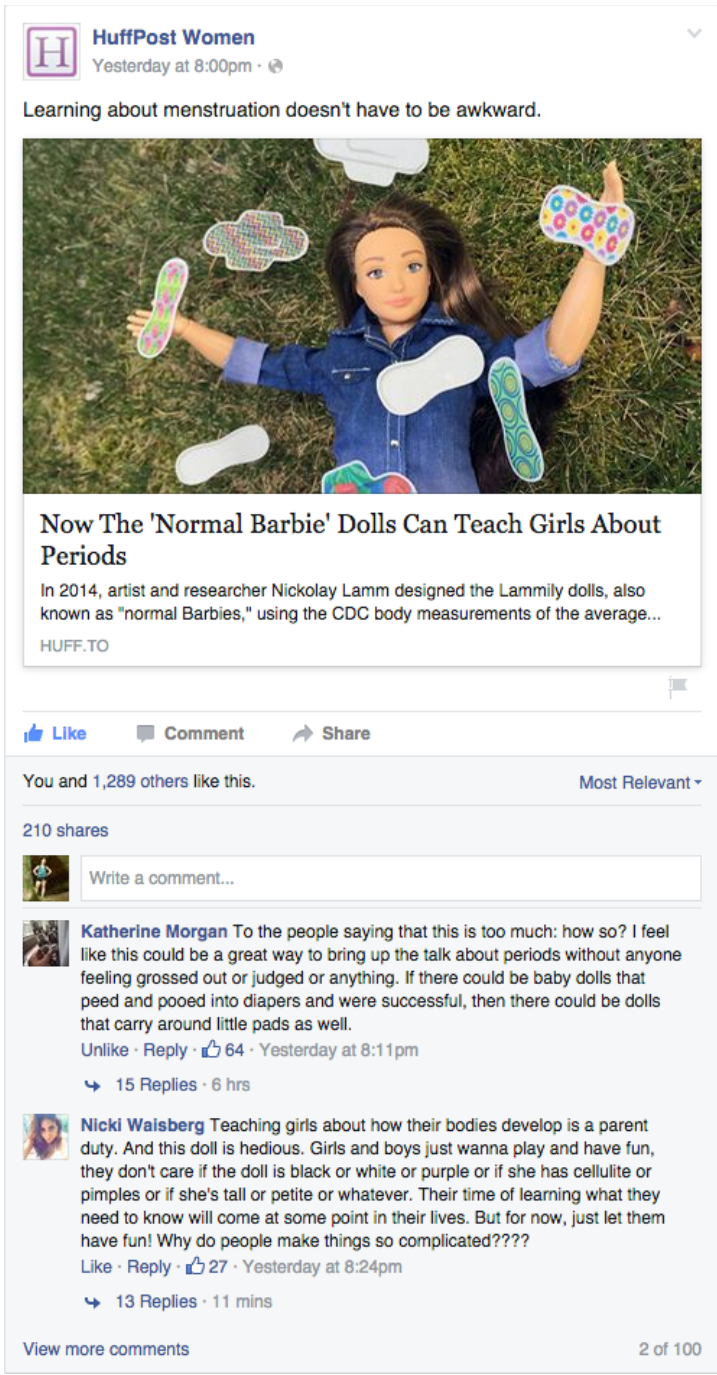 H
HuffPost Women
Yesterday at 8:00pm ·
Learning about menstruation doesn't have to be awkward.
Now The 'Normal Barbie' Dolls Can Teach Girls About
Periods
In 2014, artist and researcher Nickolay Lamm designed the Lammily dolls, also
known as "normal Barbies," using the CDC body measurements of the average...
HUFF.TO
Like Comment Share
You and 1,289 others like this. Most Relevant
210 shares
Write a comment...
Katherine Morgan To the people saying that this is too much: how so? I feel
like this could be a great way to bring up the talk about periods without anyone
feeling grossed out or judged or anything. If there could be baby dolls that
peed and pooed into diapers and were successful, then there could be dolls
that carry around little pads as well.
Unlike · Reply · 64 · Yesterday at 8:11pm
15 Replies · 6 hrs
Nicki Waisberg Teaching girls about how their bodies develop is a parent
duty. And this doll is hedious. Girls and boys just wanna play and have fun,
they don't care if the doll is black or white or purple or if she has cellulite or
pimples or if she's tall or petite or whatever. Their time of learning what they
need to know will come at some point in their lives. But for now, just let them
have fun! Why do people make things so complicated????
Like · Reply · 27 · Yesterday at 8:24pm
13 Replies · 11 mins
View more comments 2 of 100